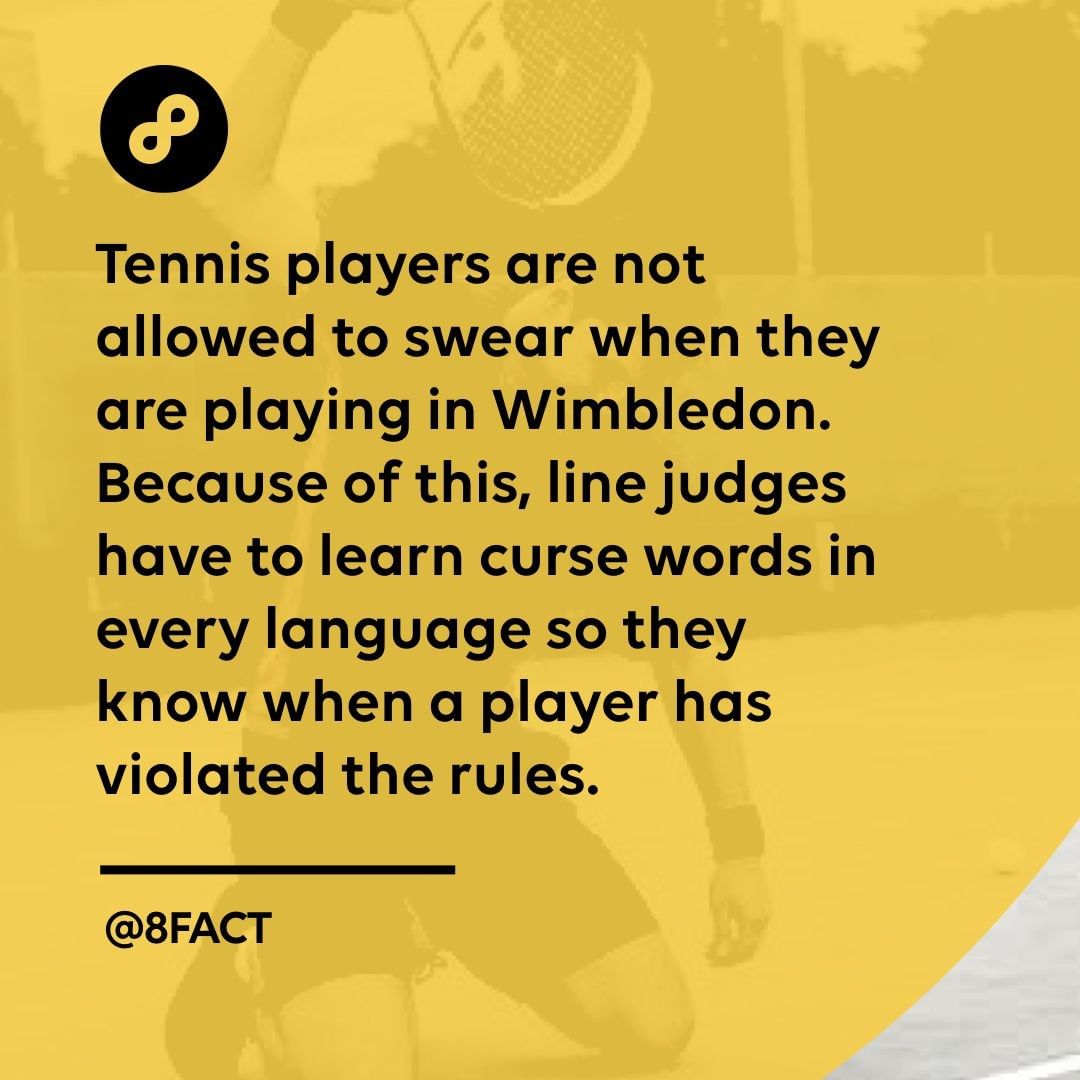 Tennis players are not
allowed to swear when they
are playing in Wimbledon.
Because of this, line judges
have to learn curse words in
every language so they
know when a player has
violated the rules.
@8FACT